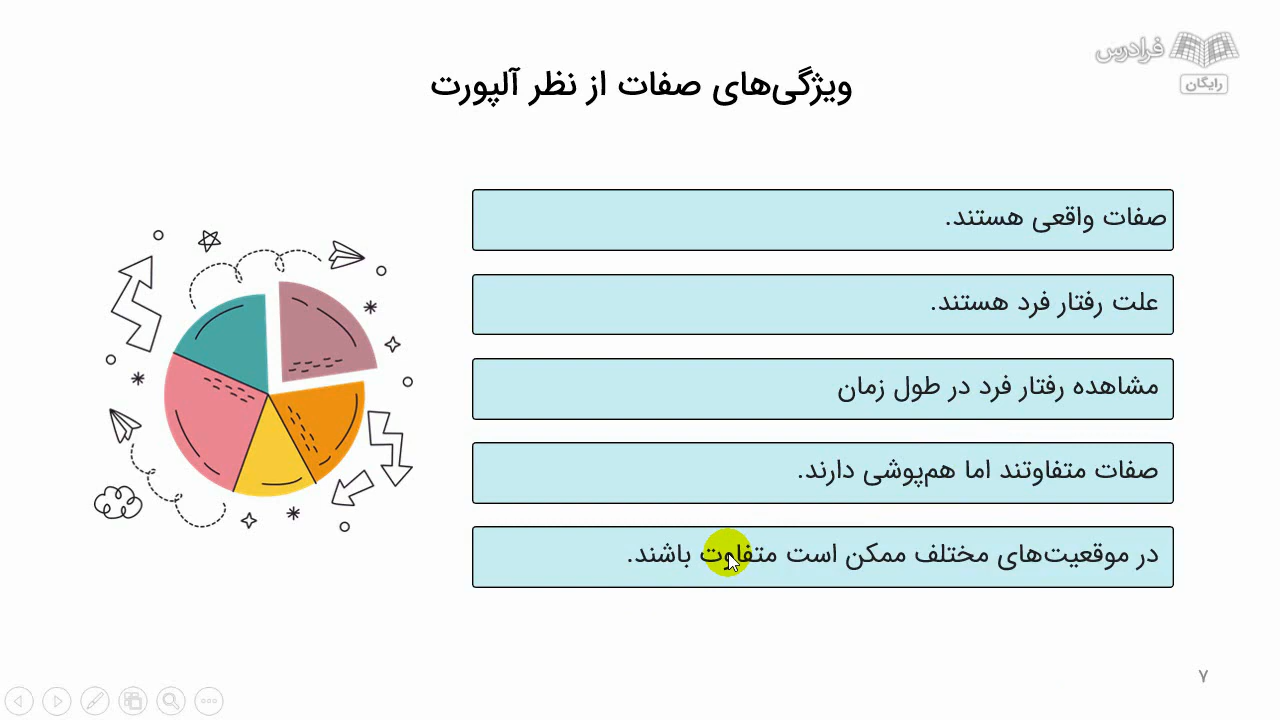 فرادرس
رایگان
ویژگی‌های صفات از نظر آلپورت
صفات واقعی هستند.
علت رفتار فرد هستند.
مشاهده رفتار فرد در طول زمان
صفات متفاوتند اما هم‌پوشی دارند.
در موقعیت‌های مختلف ممکن است متفاوت باشند.
۷